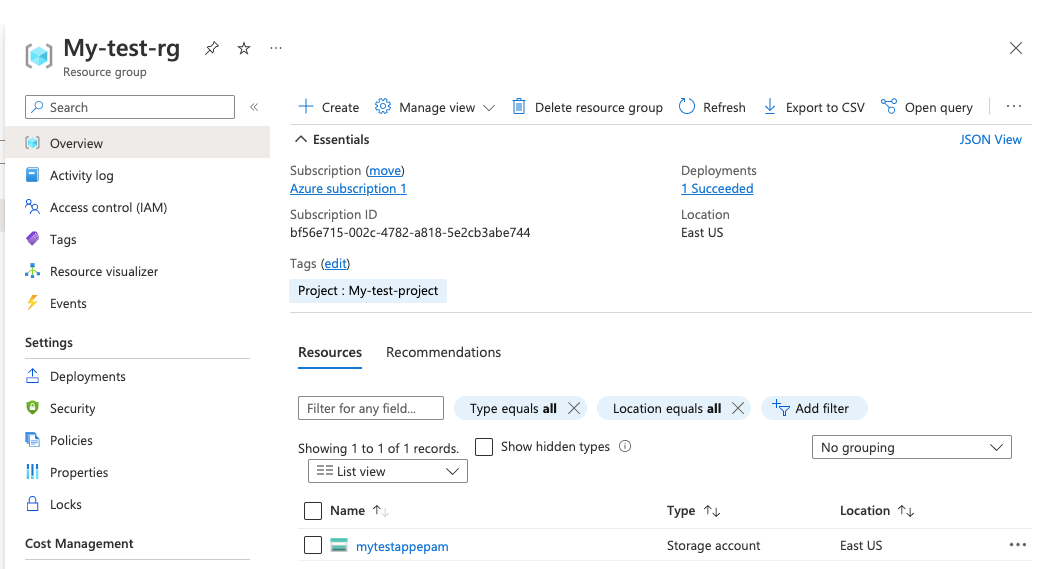 My-test-rg
Resource group
Search
Overview
Activity log
Access control (IAM)
Tags
Resource visualizer
Events
Settings
Deployments
Security
Policies
Properties
Locks
Cost Management
Create Manage view Delete resource group Refresh Export to CSV Open query
Essentials JSON View
Subscription (move) Deployments
Azure subscription 1 1 Succeeded
Subscription ID Location
bf56e715-002c-4782-a818-5e2cb3abe744 East US
Tags (edit)
Project : My-test-project
Resources Recommendations
Filter for any field... Type equals all Location equals all Add filter
Showing 1 to 1 of 1 records. Show hidden types No grouping
List view
Name Type Location
mytestappepam Storage account East US